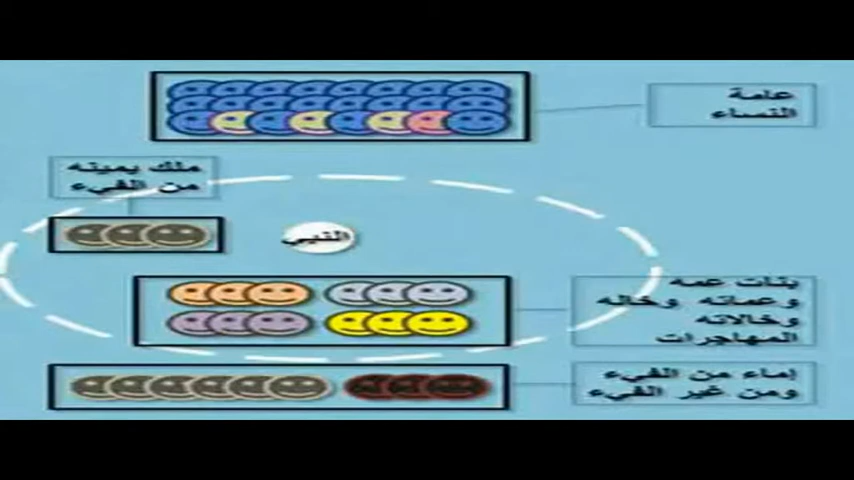 عامة
النساء
ملك يمينه
من الفيء
النبي
بنات عمه
وعماته وخاله
وخالاته
المهاجرات
إماء من الفيء
ومن غير الفيء